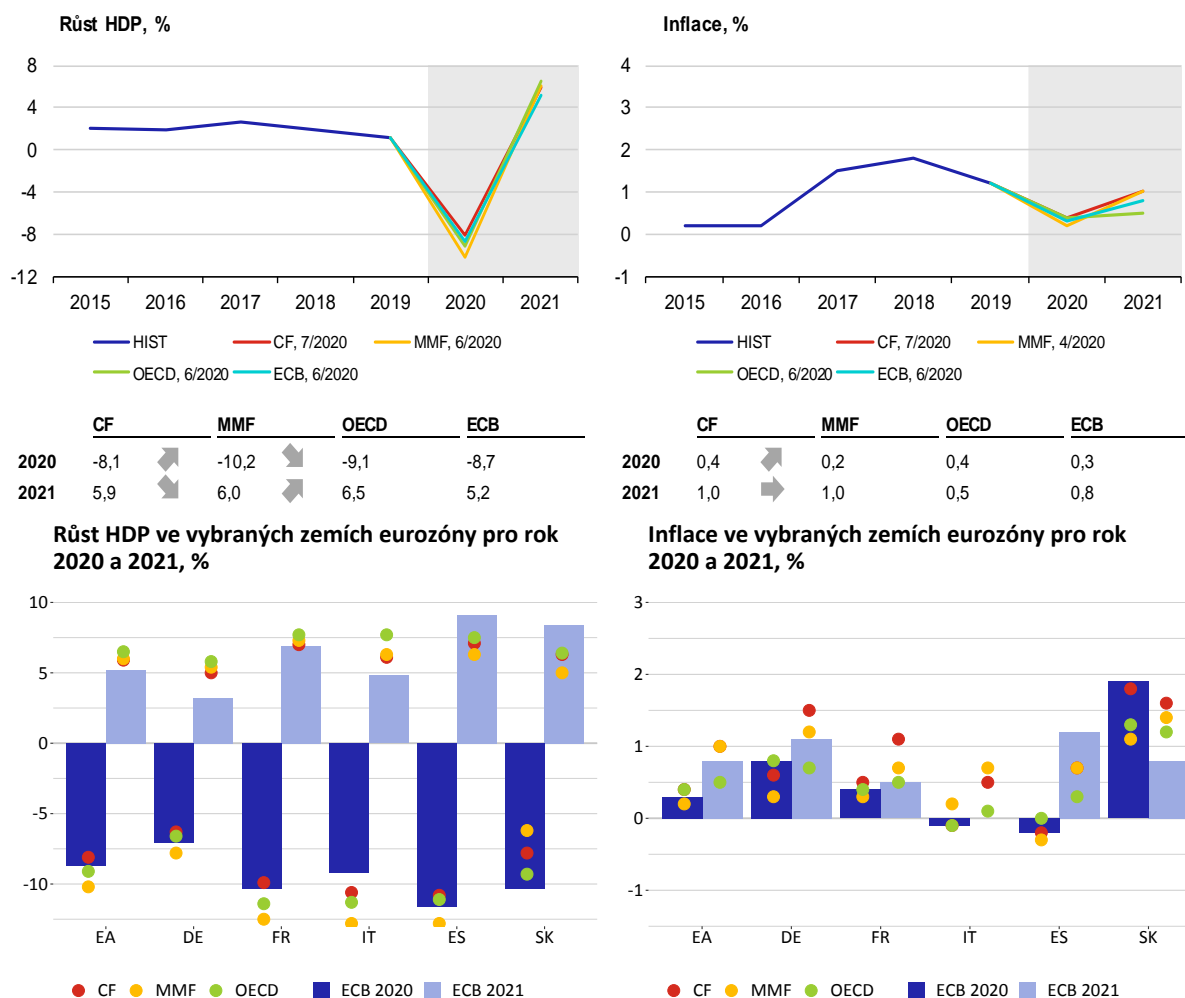 Růst HDP, %
8
4
0
-4
-8
-12
2015 2016 2017 2018 2019 2020 2021
HIST CF, 7/2020 MMF, 6/2020
OECD, 6/2020 ECB, 6/2020
CF MMF OECD ECB
2020 -8,1 -10,2 -9,1 -8,7
2021 5,9 6,0 6,5 5,2
Inflace, %
4
3
2
1
0
-1
2015 2016 2017 2018 2019 2020 2021
HIST CF, 7/2020 MMF, 4/2020
OECD, 6/2020 ECB, 6/2020
CF MMF OECD ECB
2020 0,4 0,2 0,4 0,3
2021 1,0 1,0 0,5 0,8
Růst HDP ve vybraných zemích eurozóny pro rok
2020 a 2021, %
10
5
0
-5
-10
EA DE FR IT ES SK
CF MMF OECD ECB 2020 ECB 2021
Inflace ve vybraných zemích eurozóny pro rok
2020 a 2021, %
3
2
1
0
-1
EA DE FR IT ES SK
CF MMF OECD ECB 2020 ECB 2021